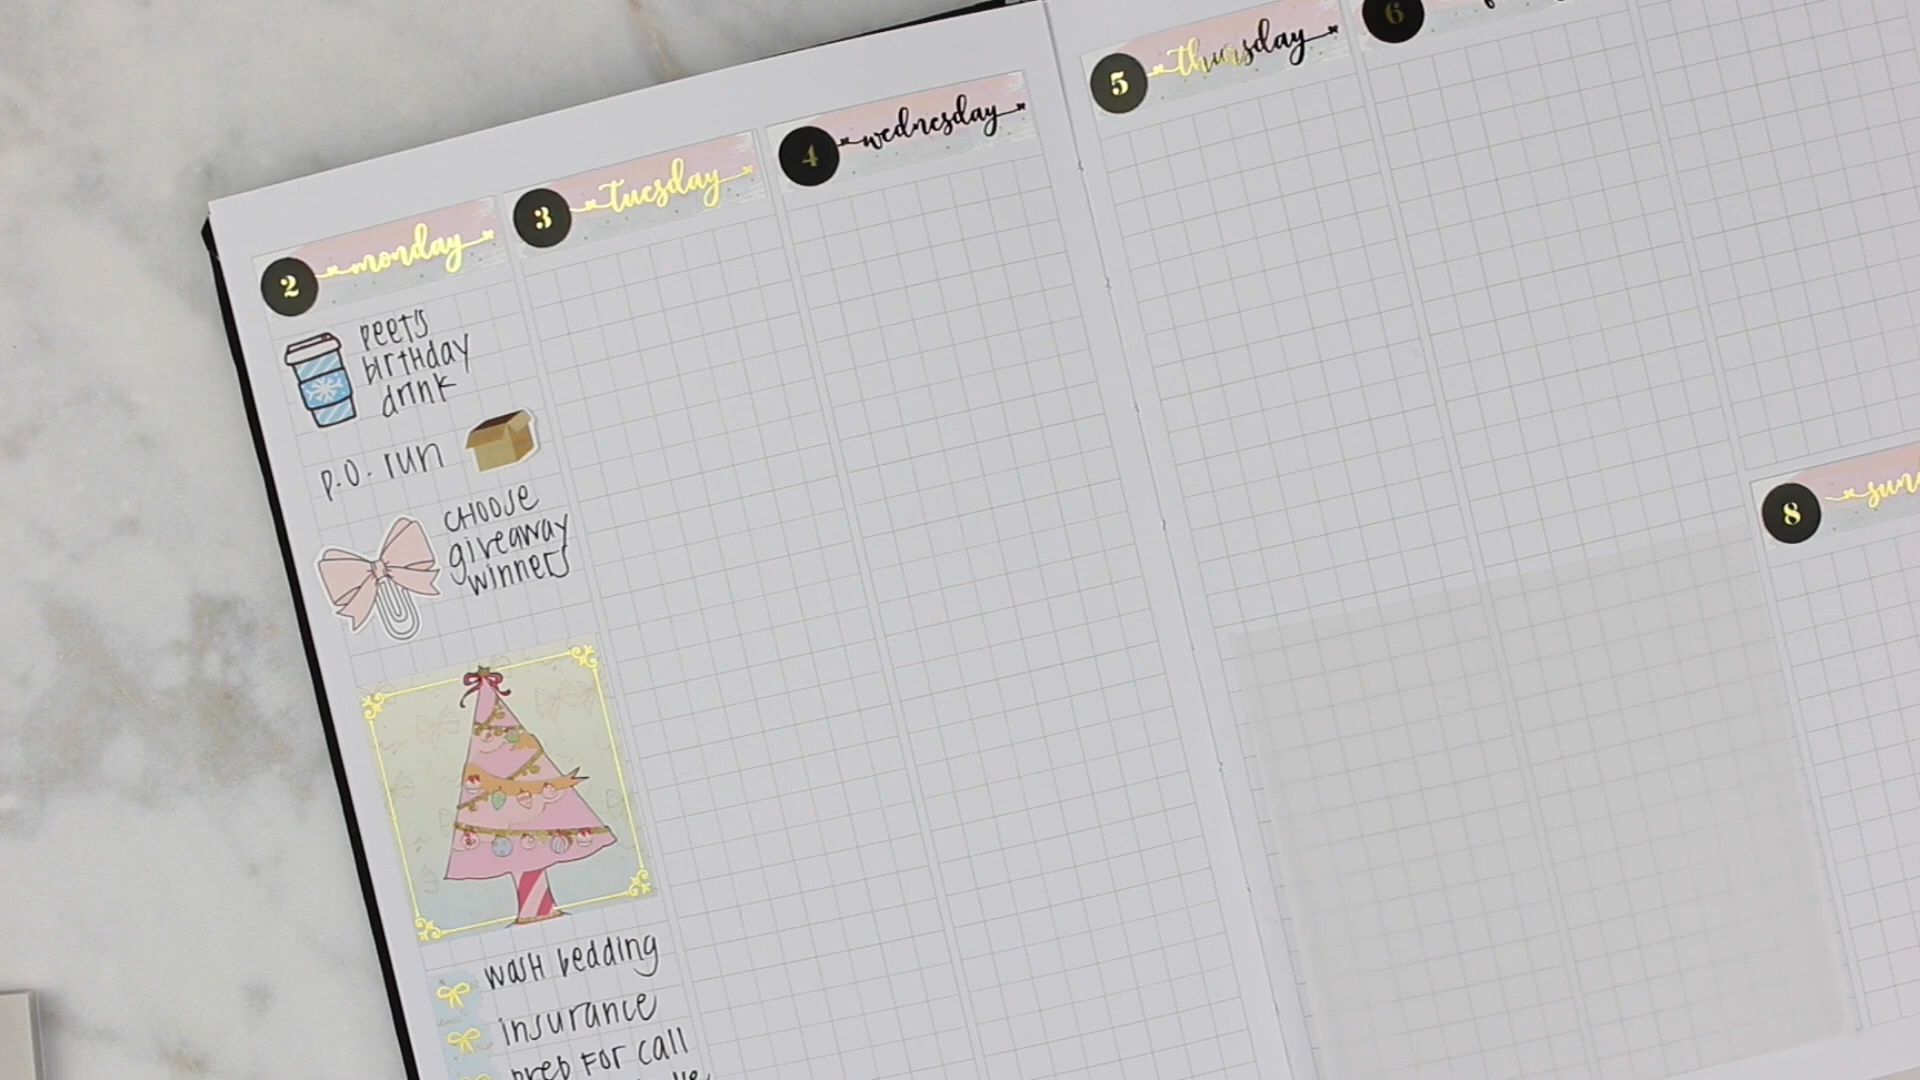 2 monday
peet's
birthday
drink
p.o. run
choose
giveaway
winners
wash bedding
insurance
prep for call
3 tuesday
4 wednesday
5 thursday
6
8